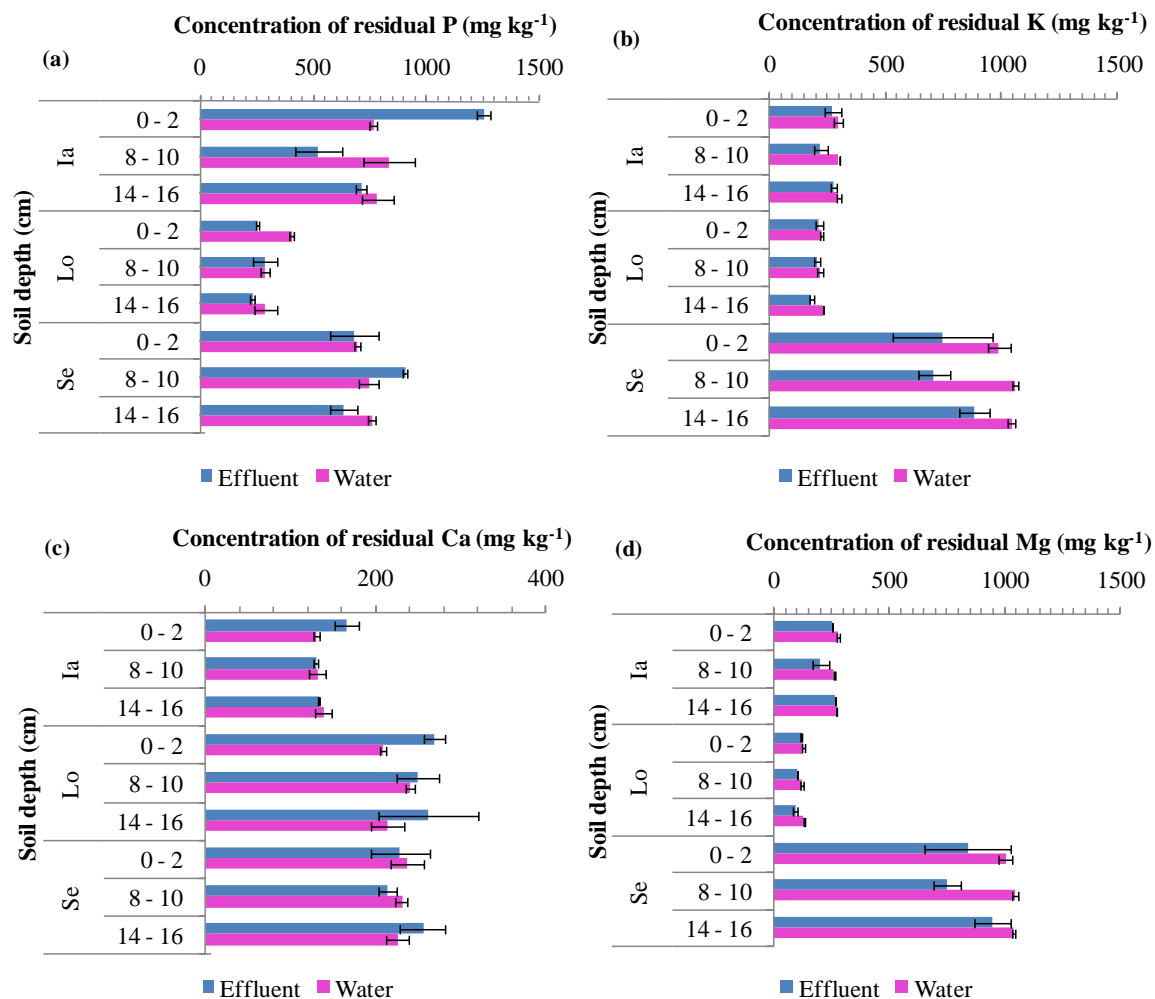 (a)
Concentration of residual P (mg kg⁻¹)
0 500 1000 1500
Soil depth (cm)
Ia
0 - 2
8 - 10
14 - 16
Lo
0 - 2
8 - 10
14 - 16
Se
0 - 2
8 - 10
14 - 16
Effluent Water
(b)
Concentration of residual K (mg kg⁻¹)
0 500 1000 1500
Soil depth (cm)
Ia
0 - 2
8 - 10
14 - 16
Lo
0 - 2
8 - 10
14 - 16
Se
0 - 2
8 - 10
14 - 16
Effluent Water
(c)
Concentration of residual Ca (mg kg⁻¹)
0 200 400
Soil depth (cm)
Ia
0 - 2
8 - 10
14 - 16
Lo
0 - 2
8 - 10
14 - 16
Se
0 - 2
8 - 10
14 - 16
Effluent Water
(d)
Concentration of residual Mg (mg kg⁻¹)
0 500 1000 1500
Soil depth (cm)
Ia
0 - 2
8 - 10
14 - 16
Lo
0 - 2
8 - 10
14 - 16
Se
0 - 2
8 - 10
14 - 16
Effluent Water